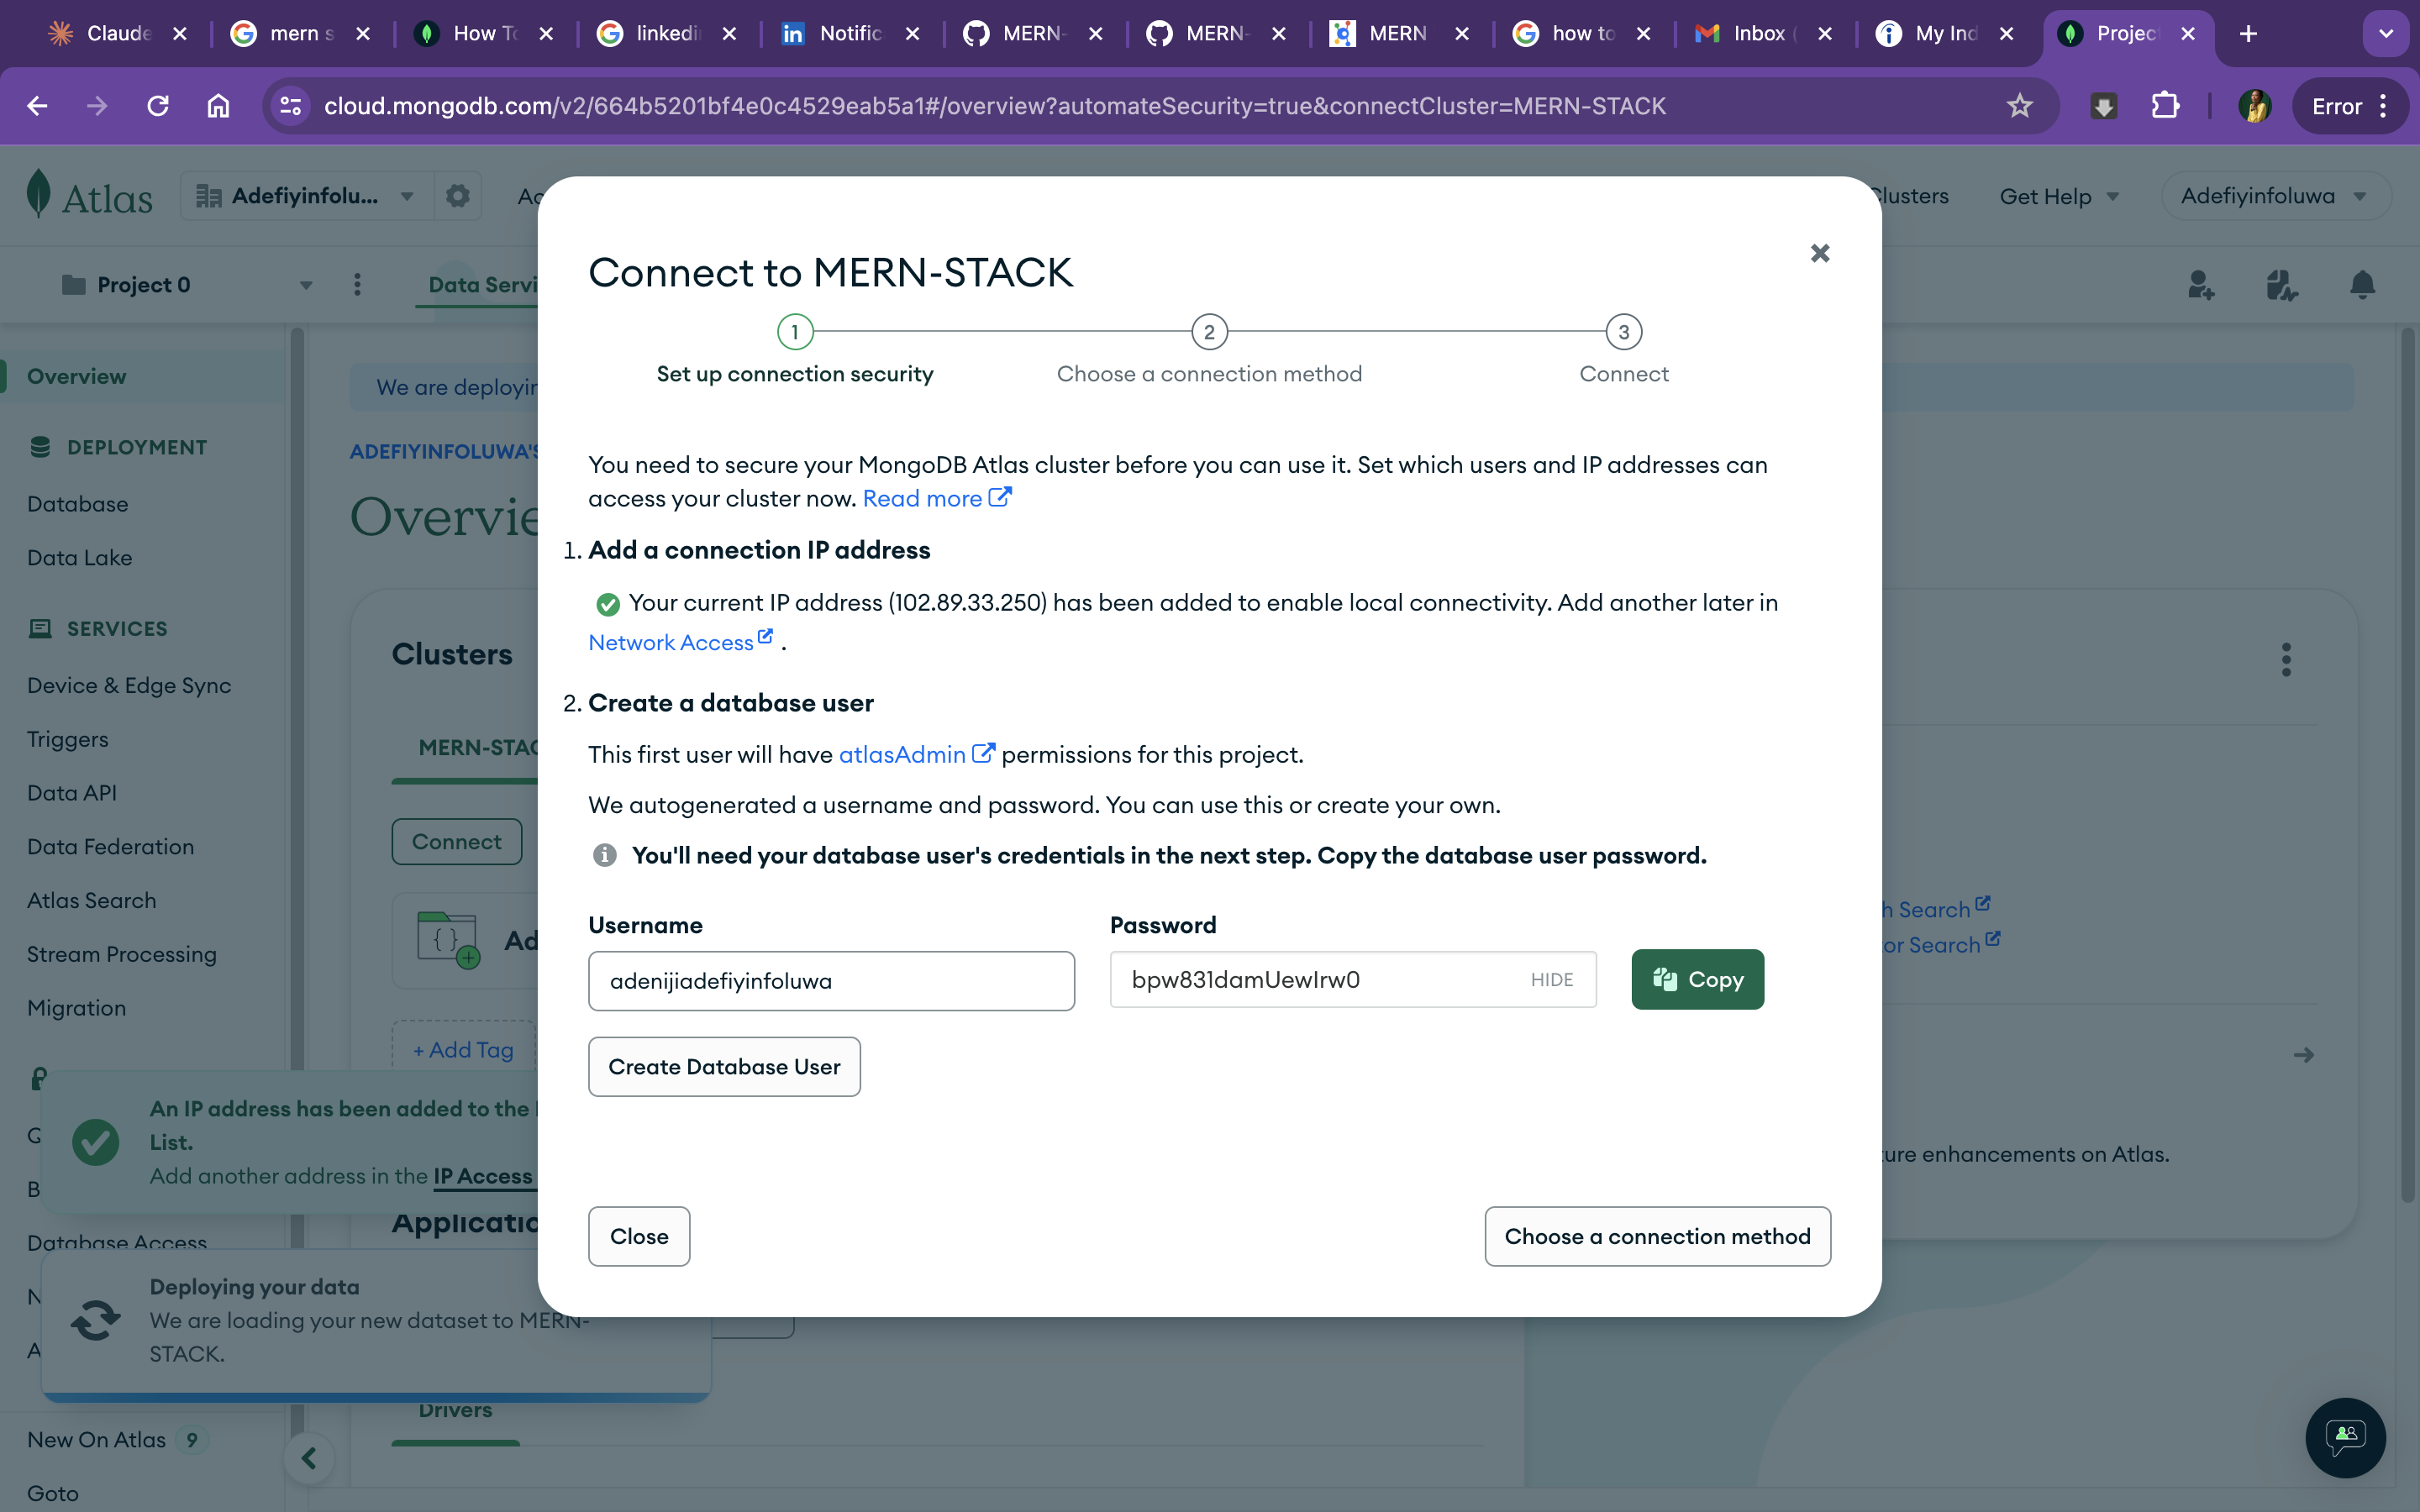 Claude
mern s
How To
linkedi
Notific
MERN-
MERN-
MERN
how to
Inbox (
My Ind
Projec
cloud.mongodb.com/v2/664b5201bf4e0c4529eab5a1#/overview?automateSecurity=true&connectCluster=MERN-STACK
Error
Atlas
Adefiyinfolu...
Ac
Clusters
Get Help
Adefiyinfoluwa
Project 0
Data Servi
Overview
DEPLOYMENT
Database
Data Lake
SERVICES
Device & Edge Sync
Triggers
Data API
Data Federation
Atlas Search
Stream Processing
Migration
Database Access
New On Atlas 9
Goto
We are deployin
ADEFIYINFOLUWA'S
Overvie
Clusters
MERN-STAC
Connect
Ad
+ Add Tag
Applicatio
Drivers
h Search
or Search
ture enhancements on Atlas.
An IP address has been added to the I
List.
Add another address in the IP Access
Deploying your data
We are loading your new dataset to MERN-
STACK.
Connect to MERN-STACK
1
2
3
Set up connection security
Choose a connection method
Connect
You need to secure your MongoDB Atlas cluster before you can use it. Set which users and IP addresses can
access your cluster now. Read more
1. Add a connection IP address
Your current IP address (102.89.33.250) has been added to enable local connectivity. Add another later in
Network Access .
2. Create a database user
This first user will have atlasAdmin permissions for this project.
We autogenerated a username and password. You can use this or create your own.
You'll need your database user's credentials in the next step. Copy the database user password.
Username
Password
adenijiadefiyinfoluwa
bpw831damUewIrw0
HIDE
Copy
Create Database User
Close
Choose a connection method